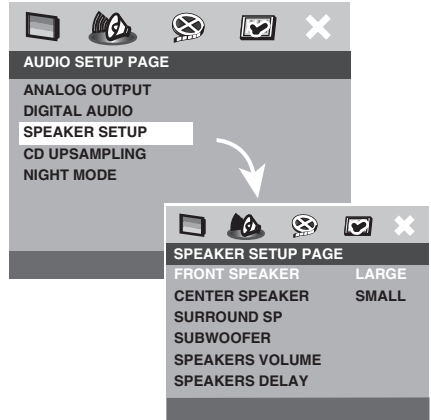 AUDIO SETUP PAGE
ANALOG OUTPUT
DIGITAL AUDIO
SPEAKER SETUP
CD UPSAMPLING
NIGHT MODE
SPEAKER SETUP PAGE
FRONT SPEAKER LARGE
CENTER SPEAKER SMALL
SURROUND SP
SUBWOOFER
SPEAKERS VOLUME
SPEAKERS DELAY